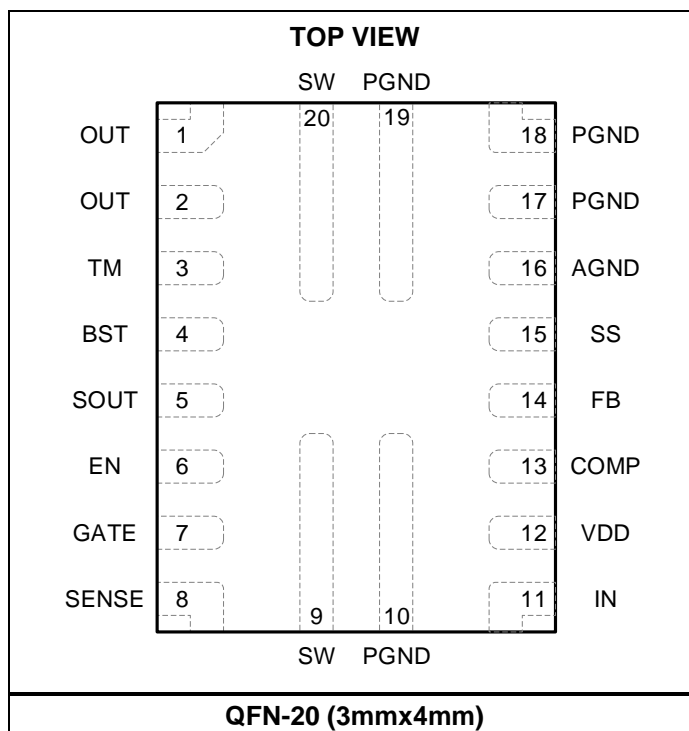 TOP VIEW
SW PGND
20 19
OUT 1 18 PGND
OUT 2 17 PGND
TM 3 16 AGND
BST 4 15 SS
SOUT 5 14 FB
EN 6 13 COMP
GATE 7 12 VDD
SENSE 8 11 IN
9 10
SW PGND
QFN-20 (3mmx4mm)